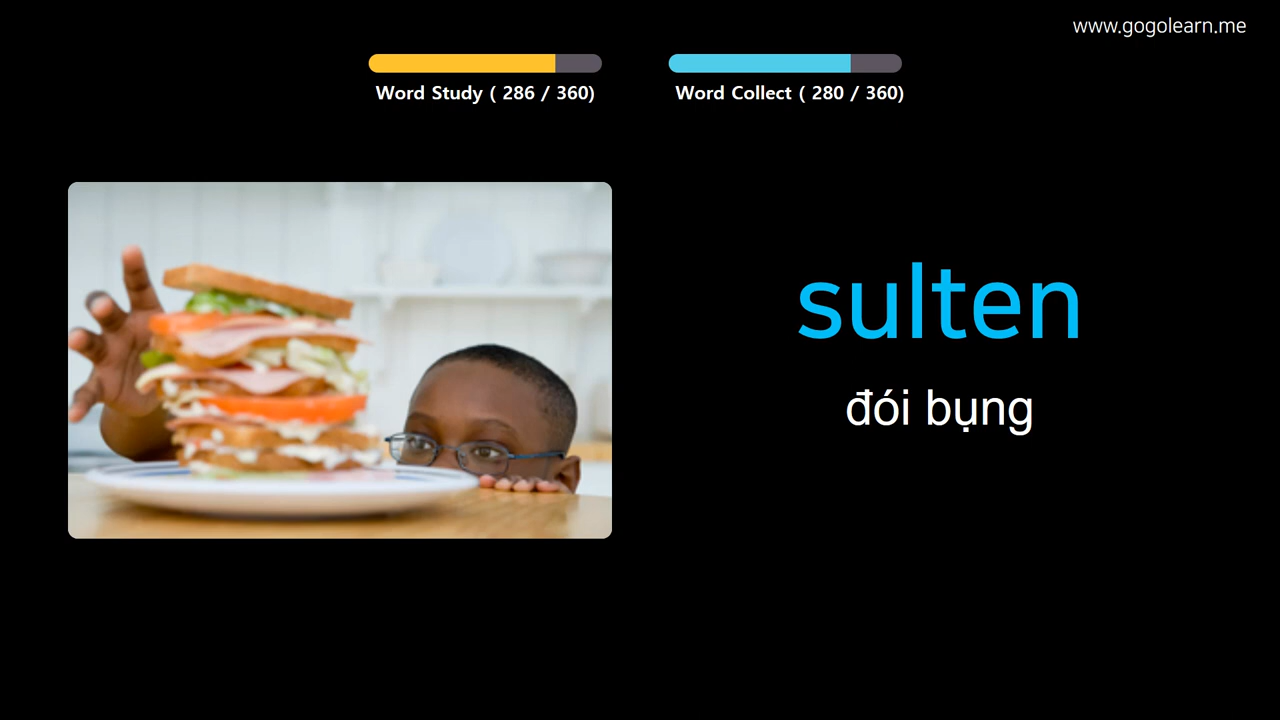 www.gogolearn.me
Word Study ( 286 / 360)
Word Collect ( 280 / 360)
sulten
đói bụng